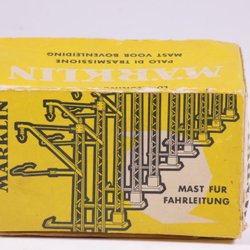 MAST VOOR BOVENLEIDING
PALO DI TRASMISSIONE
MÄRKLIN
MÄRKLIN
MAST FÜR
FAHRLEITUNG